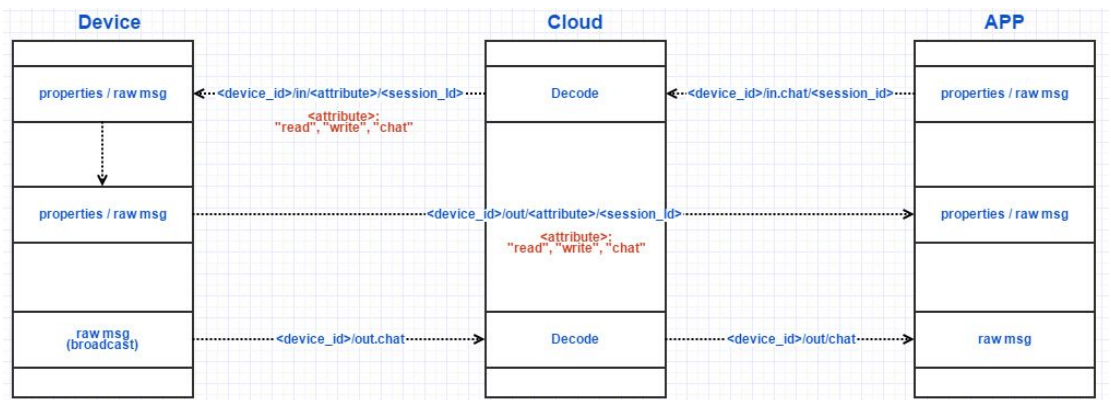 Device Cloud APP
properties / raw msg <device_id>/in/<attribute>/<session_Id> Decode <device_id>/in.chat/<session_id> properties / raw msg
<attribute>:
"read", "write", "chat"
properties / raw msg <device_id>/out/<attribute>/<session_Id> properties / raw msg
<attribute>:
"read", "write", "chat"
raw msg
(broadcast) <device_id>/out.chat Decode <device_id>/out/chat raw msg